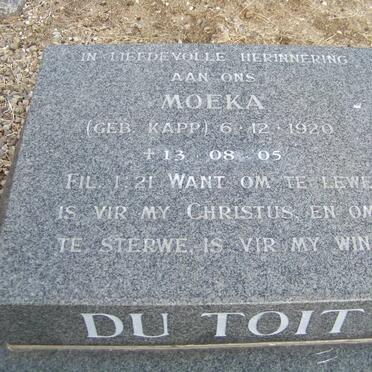 IN LIEFDEVOLLE HERINNERING
AAN ONS
MOEKA
(GEB. KAPP) 6·12·1920
+ 13 08 05
FIL. 1:21 WANT OM TE LEWE
IS VIR MY CHRISTUS, EN OM
TE STERWE, IS VIR MY WIN
DU TOIT